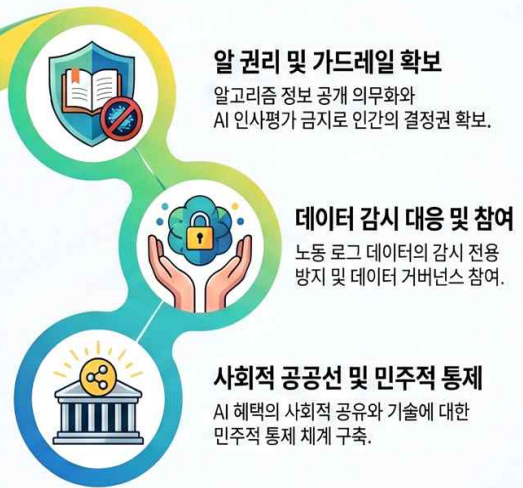 알 권리 및 가드레일 확보
알고리즘 정보 공개 의무화와
AI 인사평가 금지로 인간의 결정권 확보.
데이터 감시 대응 및 참여
노동 로그 데이터의 감시 전용
방지 및 데이터 거버넌스 참여.
사회적 공공선 및 민주적 통제
AI 혜택의 사회적 공유와 기술에 대한
민주적 통제 체계 구축.